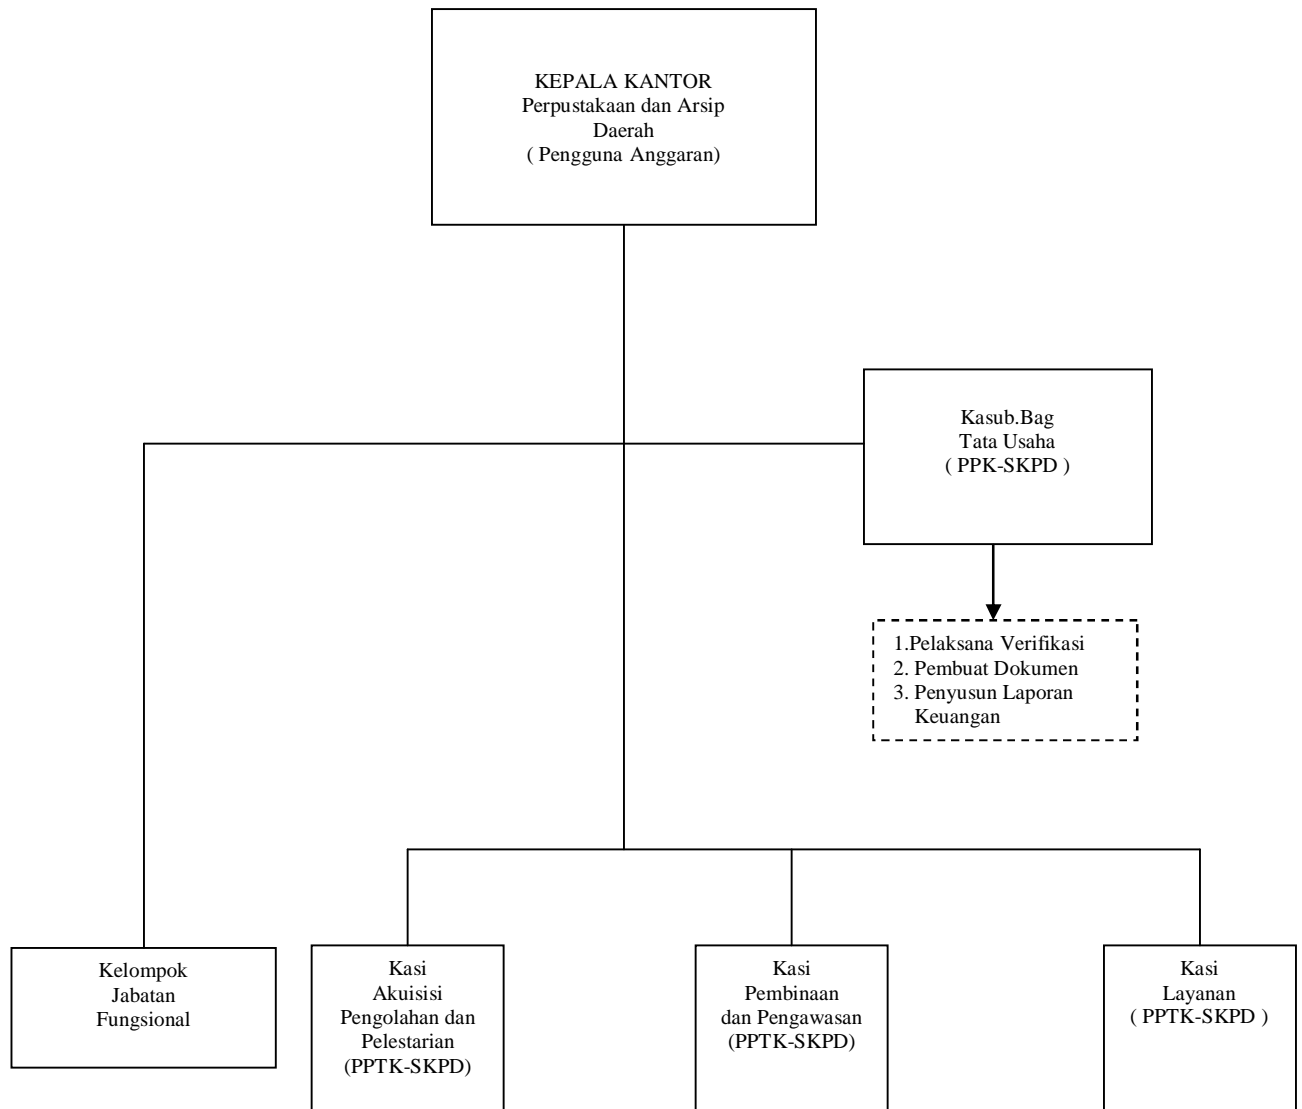 KEPALA KANTOR
Perpustakaan dan Arsip
Daerah
( Pengguna Anggaran)
Kasub.Bag
Tata Usaha
( PPK-SKPD )
1.Pelaksana Verifikasi
2. Pembuat Dokumen
3. Penyusun Laporan
Keuangan
Kelompok
Jabatan
Fungsional
Kasi
Akuisisi
Pengolahan dan
Pelestarian
(PPTK-SKPD)
Kasi
Pembinaan
dan Pengawasan
(PPTK-SKPD)
Kasi
Layanan
( PPTK-SKPD )